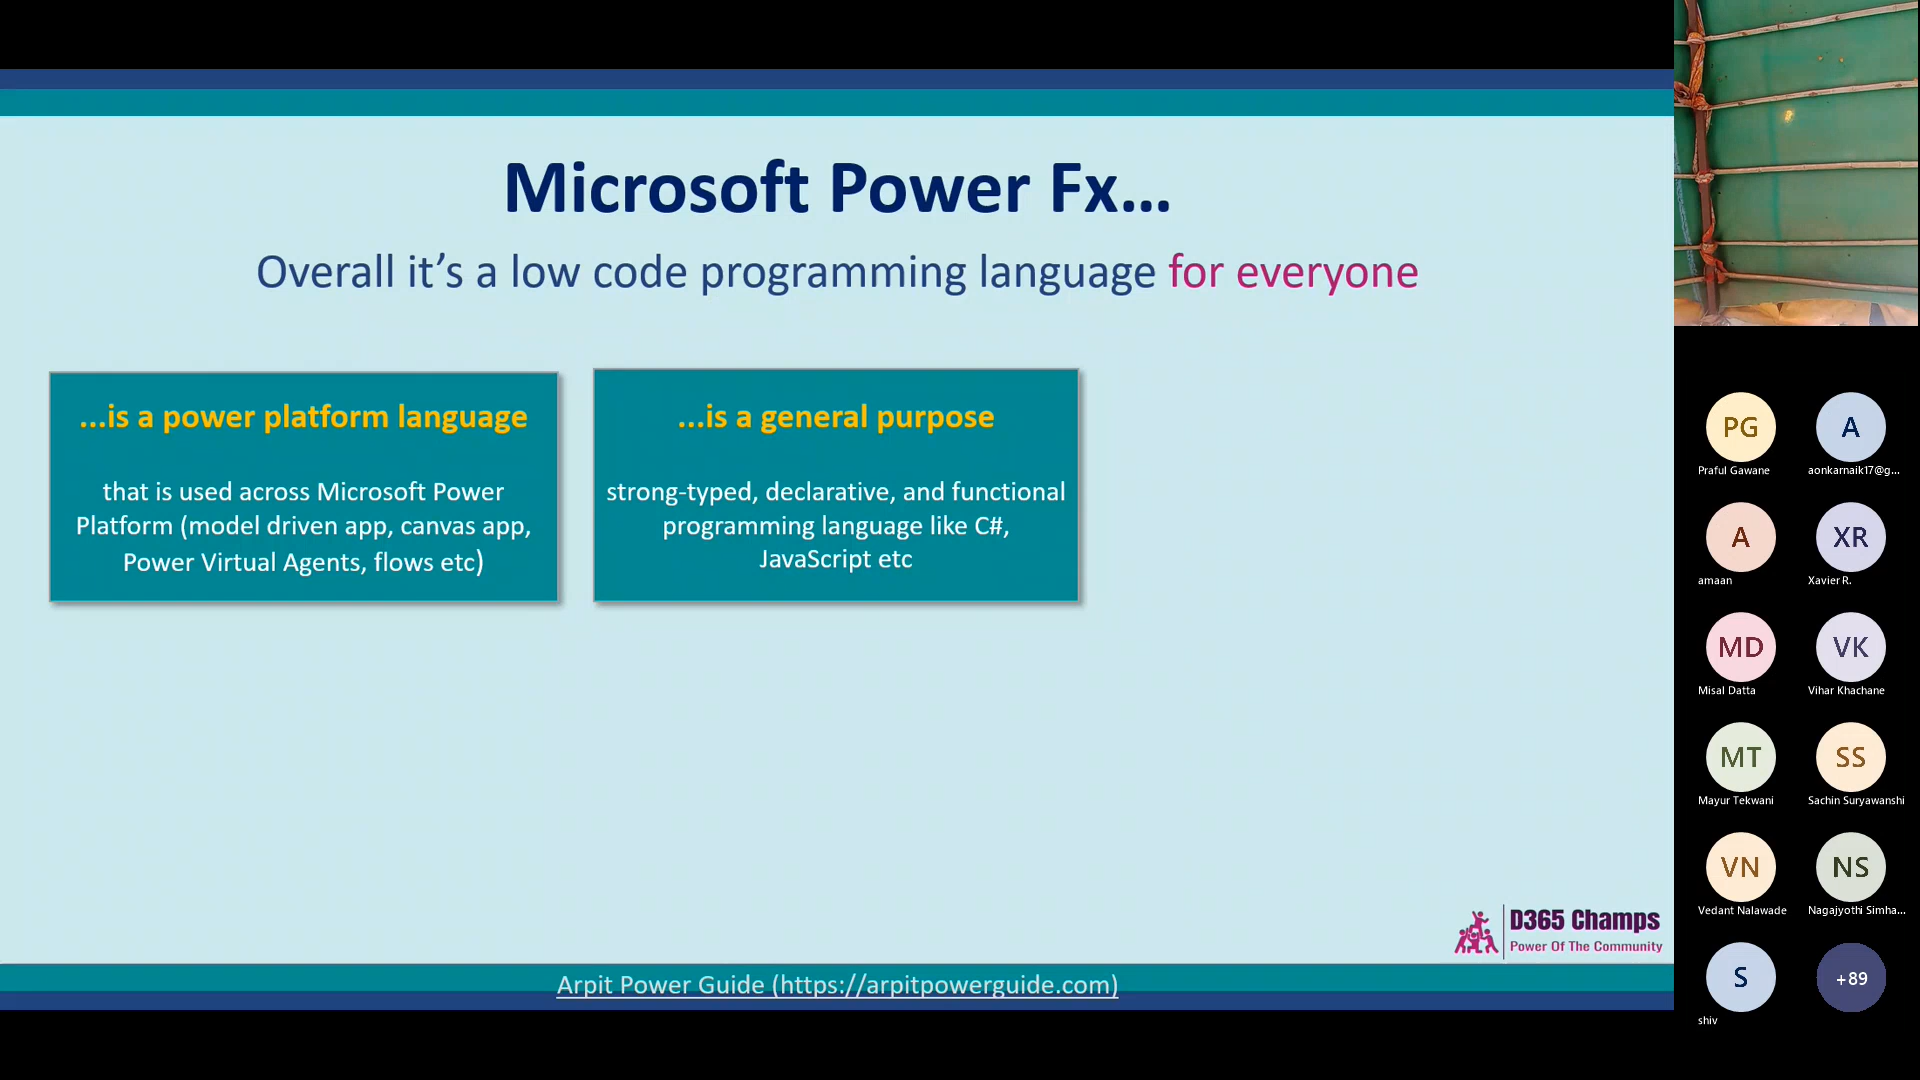 Microsoft Power Fx...
Overall it's a low code programming language for everyone
...is a power platform language
that is used across Microsoft Power
Platform (model driven app, canvas app,
Power Virtual Agents, flows etc)
...is a general purpose
strong-typed, declarative, and functional
programming language like C#,
JavaScript etc
D365 Champs
Power Of The Community
Arpit Power Guide (https://arpitpowerguide.com)
PG
Praful Gawane
A
aonkarnaik17@g...
A
amaan
XR
Xavier R.
MD
Misal Datta
VK
Vihar Khachane
MT
Mayur Tekwani
SS
Sachin Suryawanshi
VN
Vedant Nalawade
NS
Nagajyothi Simha...
S
shiv
+89